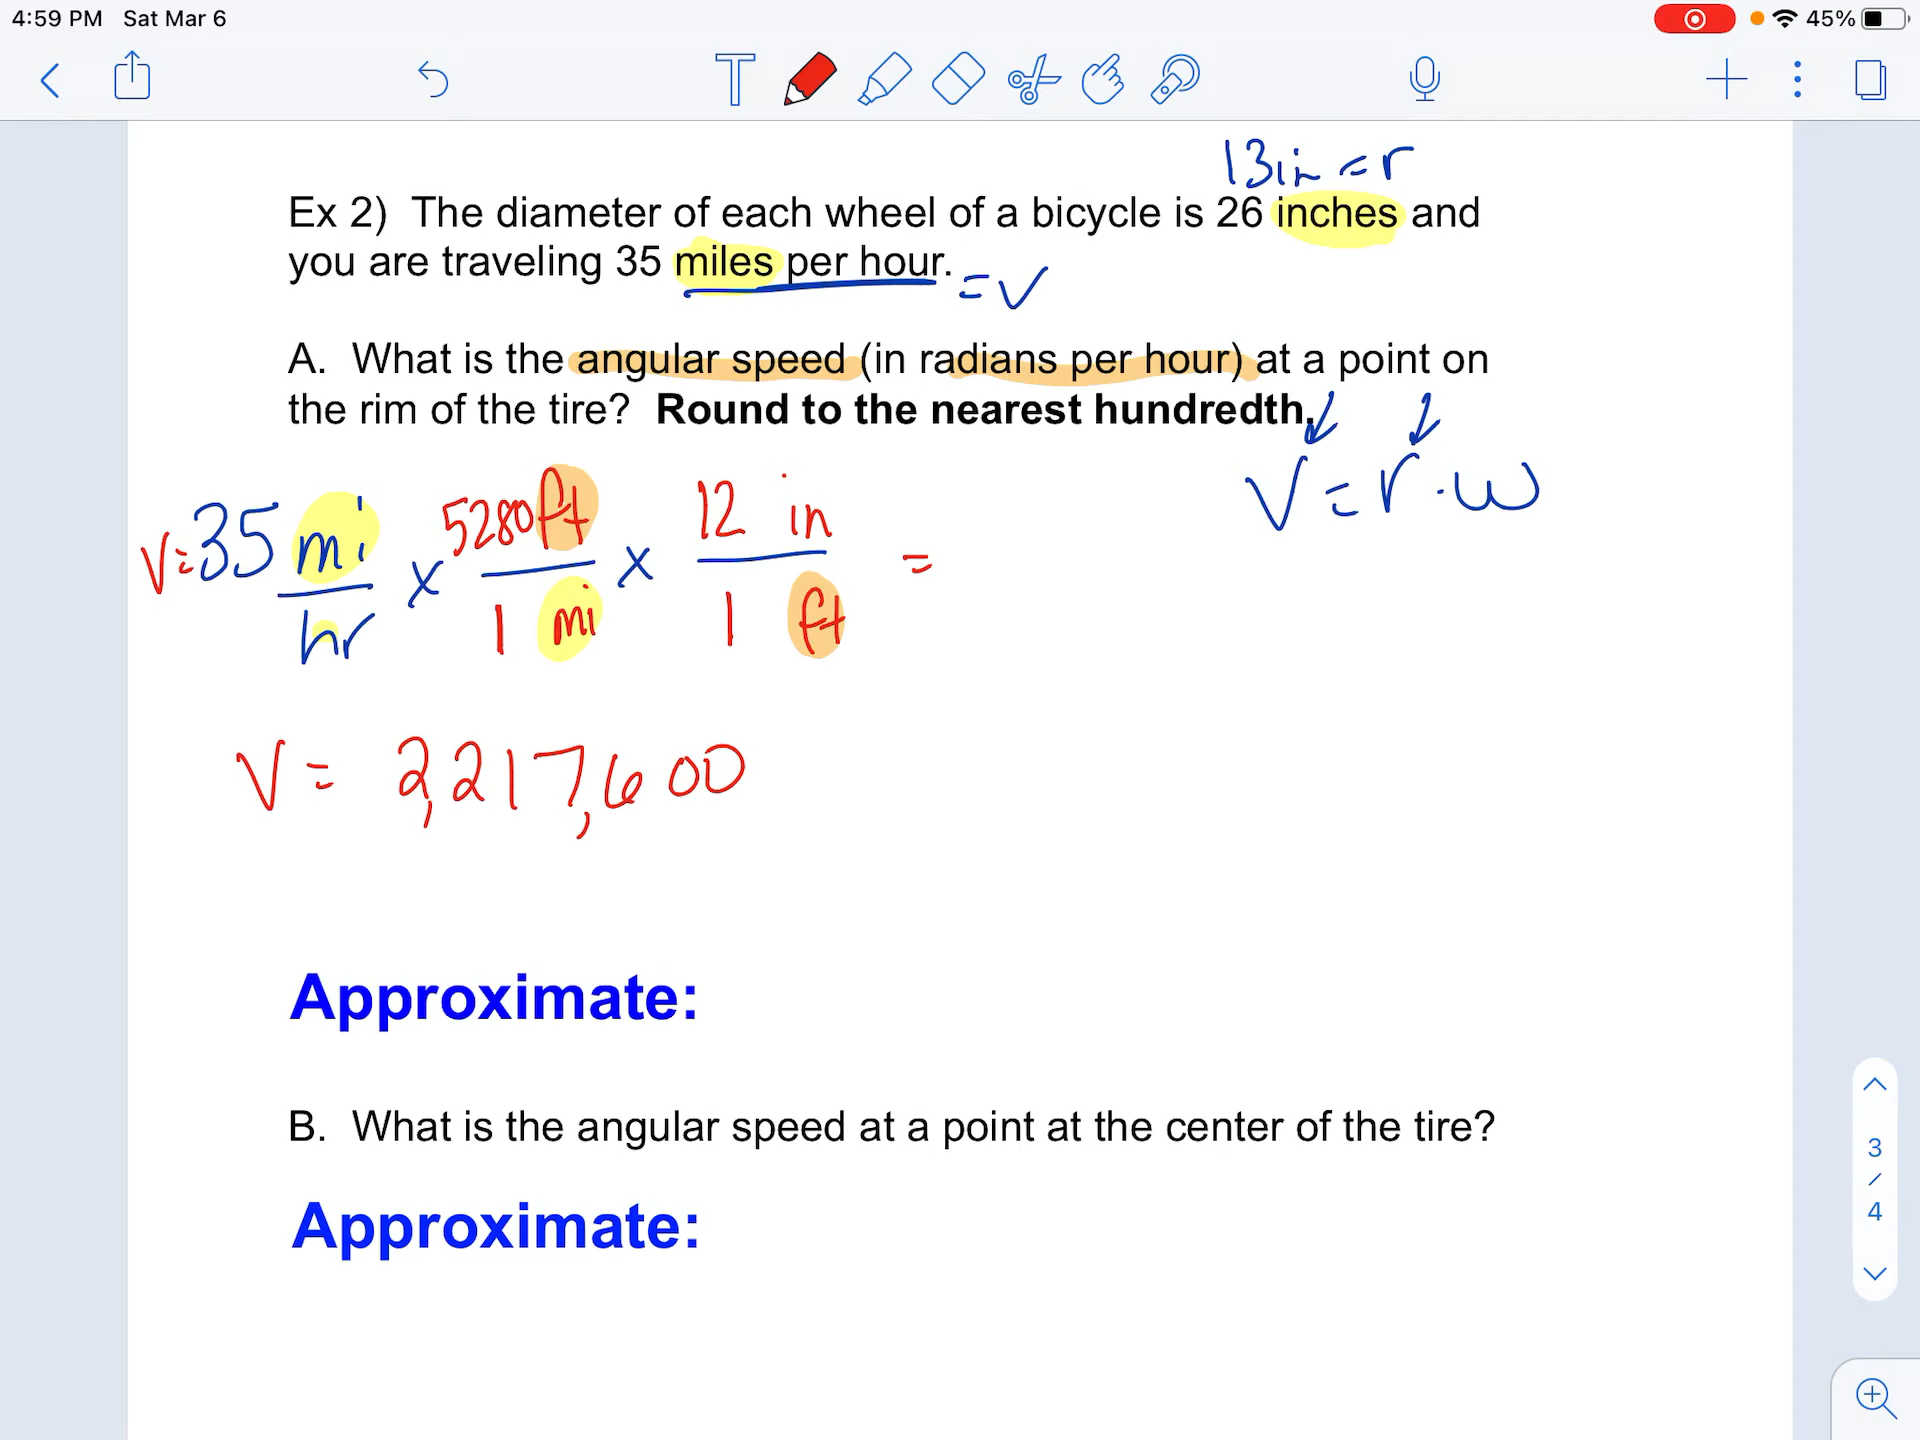 4:59 PM Sat Mar 6
45%
T
13in = r
Ex 2) The diameter of each wheel of a bicycle is 26 inches and
you are traveling 35 miles per hour. = V
A. What is the angular speed (in radians per hour) at a point on
the rim of the tire? Round to the nearest hundredth.
V = r · w
V = 35 mi/hr x 5280 ft/1 mi x 12 in/1 ft =
V = 2,217,600
Approximate:
B. What is the angular speed at a point at the center of the tire?
Approximate:
3
/
4